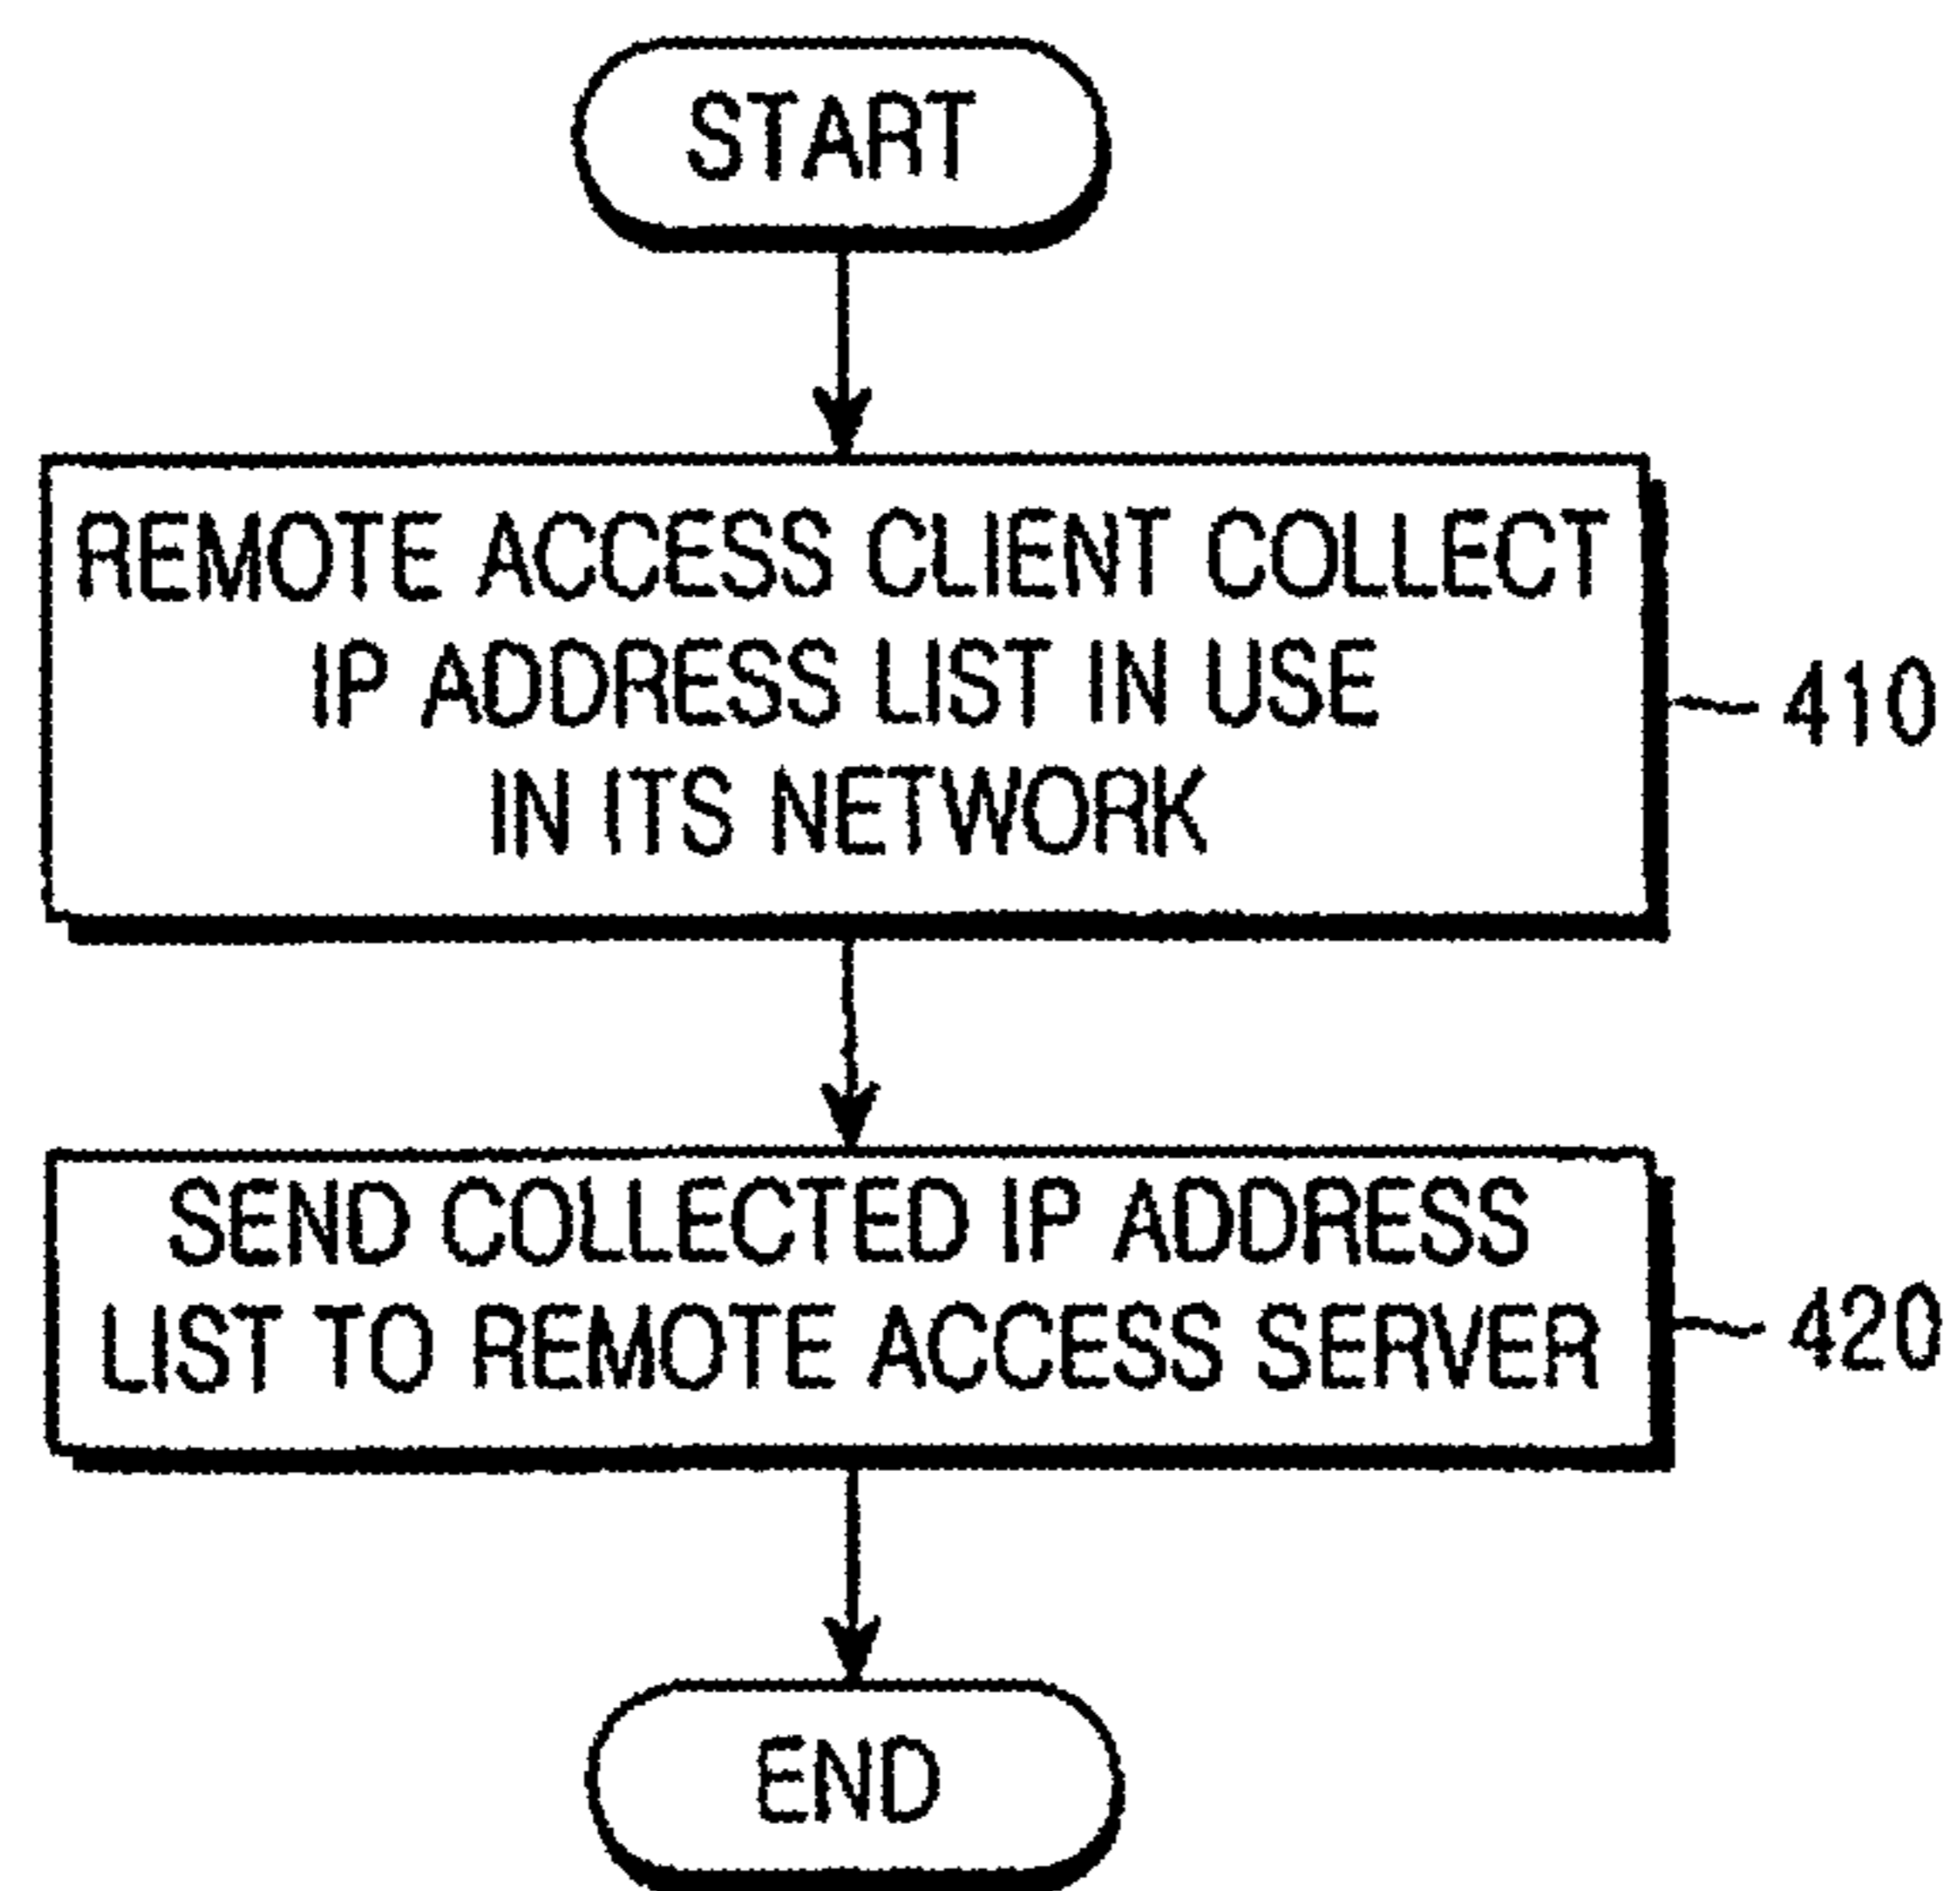 START
REMOTE ACCESS CLIENT COLLECT
IP ADDRESS LIST IN USE
IN ITS NETWORK
410
SEND COLLECTED IP ADDRESS
LIST TO REMOTE ACCESS SERVER
420
END